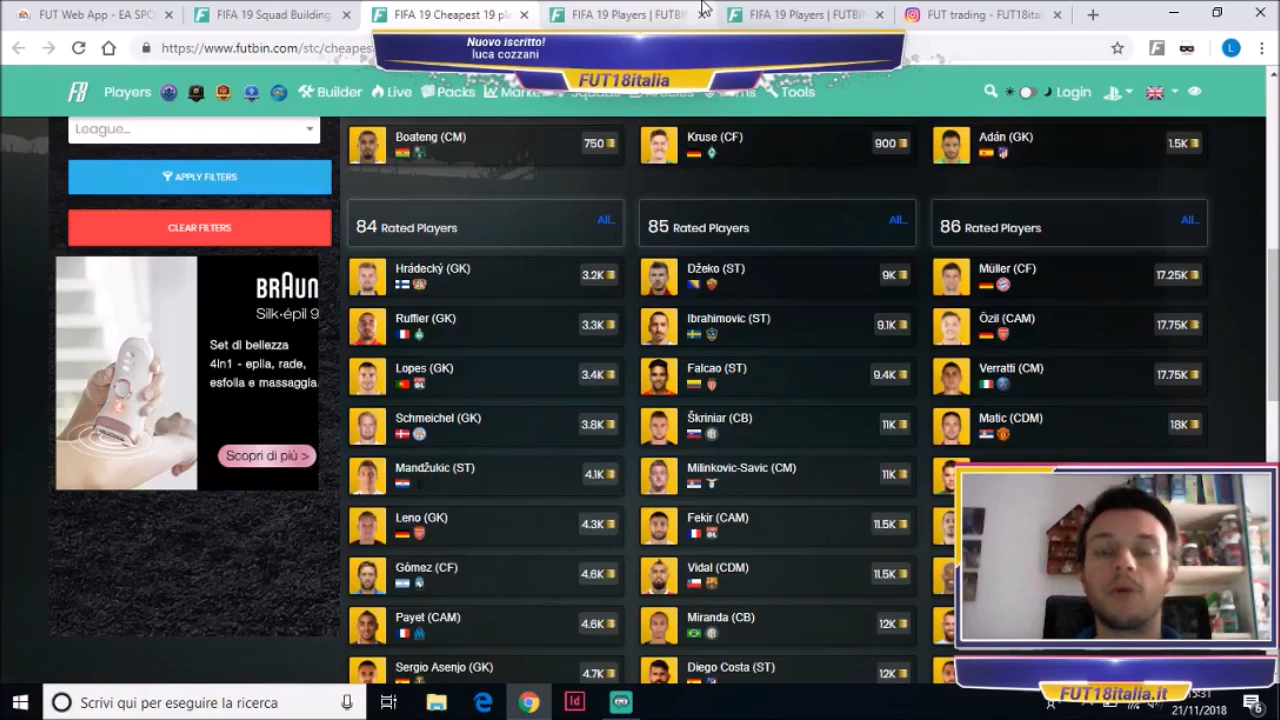 FUT Web App - EA SPO
FIFA 19 Squad Building
FIFA 19 Cheapest 19 pla
FIFA 19 Players | FUTBI
FIFA 19 Players | FUTBIN
FUT trading - FUT18ital
https://www.futbin.com/stc/cheapes
L
Nuovo iscritto!
luca cozzani
FUT18italia
Players
Builder
Live
Packs
Tools
Login
League...
APPLY FILTERS
CLEAR FILTERS
BRAUN
Silk·épil 9
Set di bellezza
4in1 - epila, rade,
esfolia e massaggia.
Scopri di più >
Boateng (CM) 750
Kruse (CF) 900
Adán (GK) 1.5K
84 Rated Players All..
85 Rated Players All..
86 Rated Players All..
Hrádecký (GK) 3.2K
Džeko (ST) 9K
Müller (CF) 17.25K
Ruffier (GK) 3.3K
Ibrahimovic (ST) 9.1K
Özil (CAM) 17.75K
Lopes (GK) 3.4K
Falcao (ST) 9.4K
Verratti (CM) 17.75K
Schmeichel (GK) 3.8K
Škriniar (CB) 11K
Matic (CDM) 18K
Mandžukic (ST) 4.1K
Milinkovic-Savic (CM) 11K
Leno (GK) 4.3K
Fekir (CAM) 11.5K
Gómez (CF) 4.6K
Vidal (CDM) 11.5K
Payet (CAM) 4.6K
Miranda (CB) 12K
Sergio Asenjo (GK) 4.7K
Diego Costa (ST) 12K
FUT18italia.it
Scrivi qui per eseguire la ricerca
Id
15:31
21/11/2018
6